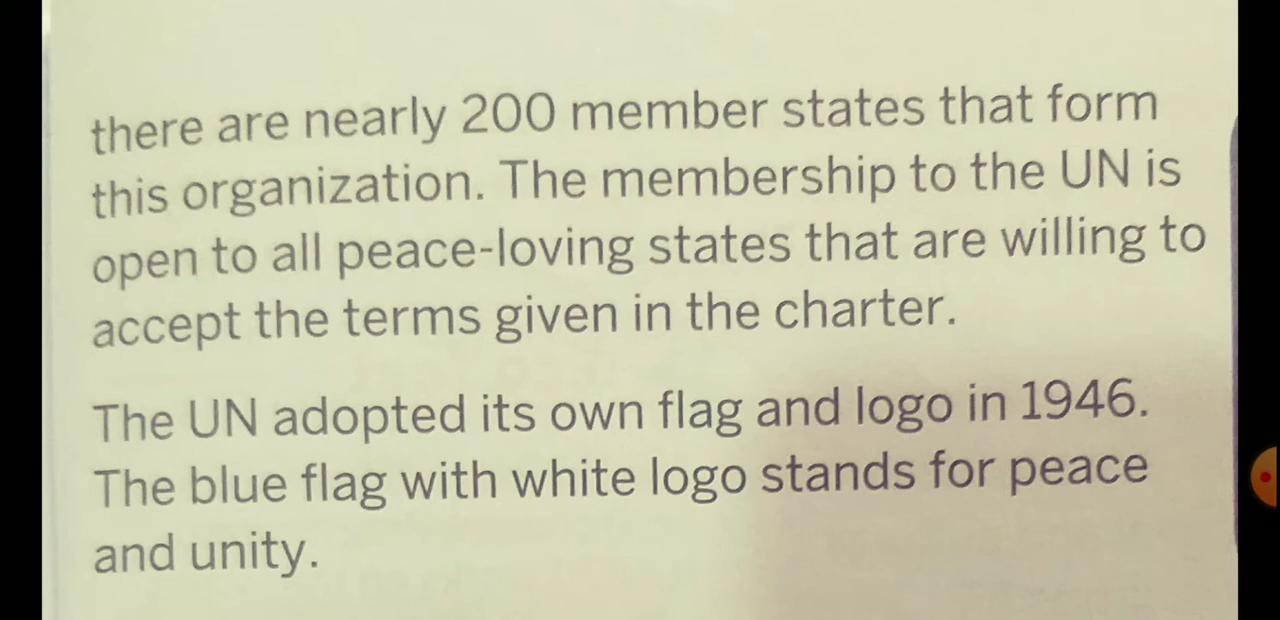 there are nearly 200 member states that form
this organization. The membership to the UN is
open to all peace-loving states that are willing to
accept the terms given in the charter.
The UN adopted its own flag and logo in 1946.
The blue flag with white logo stands for peace
and unity.